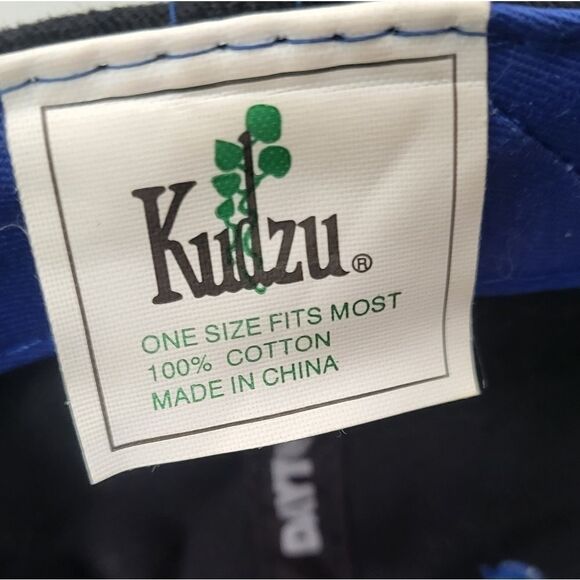 Kudzu®
ONE SIZE FITS MOST
100% COTTON
MADE IN CHINA